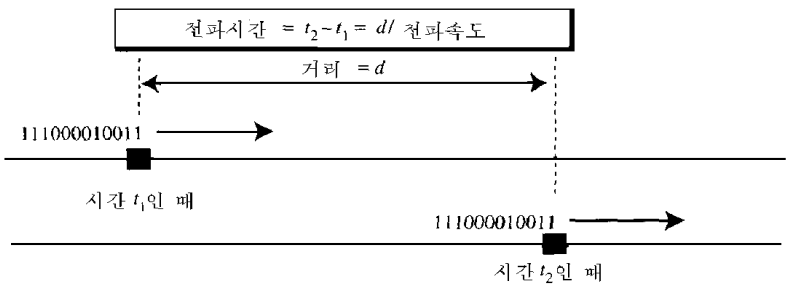 전파시간 = t₂-t₁ = d/ 전파속도
거리 = d
111000010011
시간 t₁인 때
111000010011
시간 t₂인 때